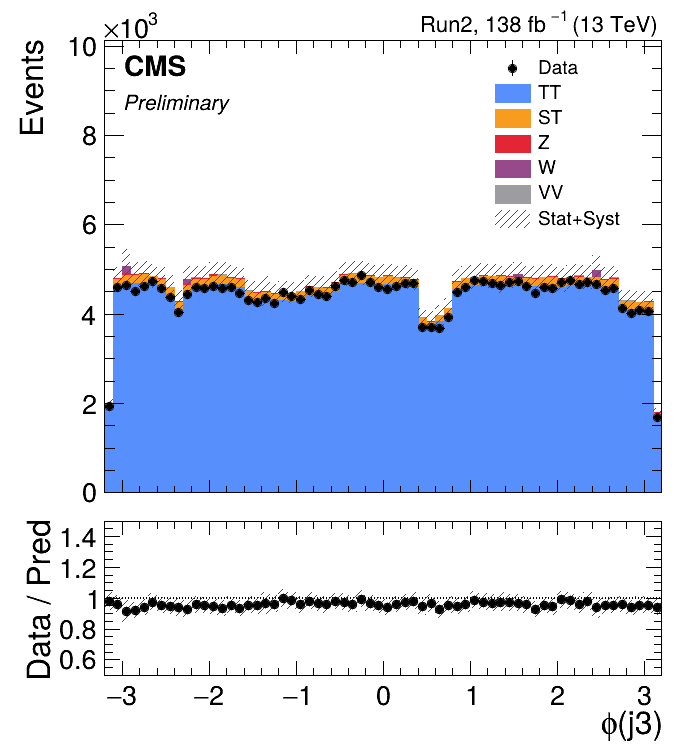 ×10³
Run2, 138 fb⁻¹ (13 TeV)
Events
10
8
6
4
2
0
CMS
Preliminary
Data
TT
ST
Z
W
VV
Stat+Syst
Data / Pred
1.4
1.2
1
0.8
0.6
−3 −2 −1 0 1 2 3
ϕ(j3)